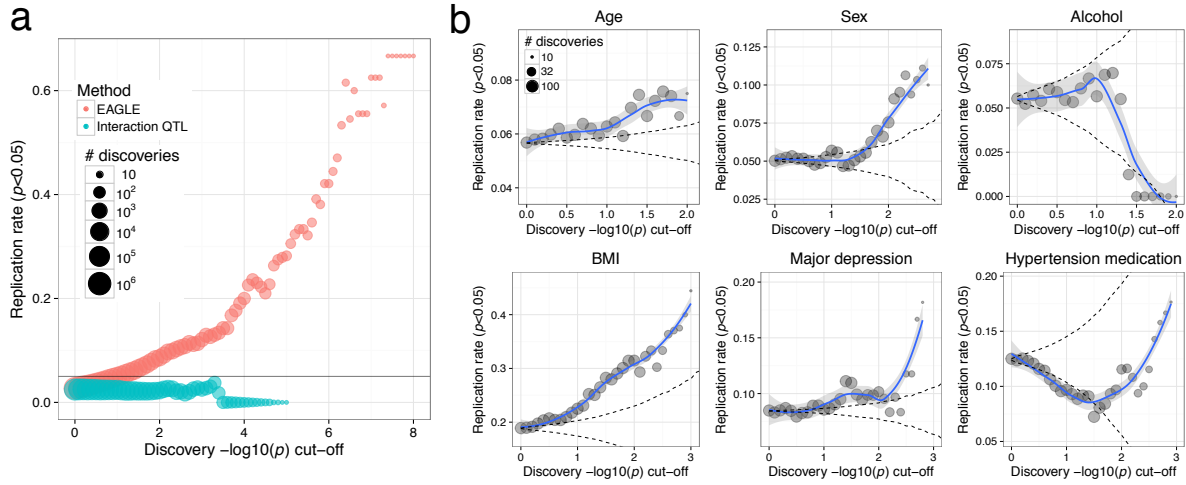 a
Replication rate (p<0.05)
0.6
0.4
0.2
0.0
Method
EAGLE
Interaction QTL
# discoveries
10
10²
10³
10⁴
10⁵
10⁶
0 2 4 6 8
Discovery −log10(p) cut−off
b
Age
Replication rate (p<0.05)
0.08
0.06
0.04
# discoveries
10
32
100
0.0 0.5 1.0 1.5 2.0
Discovery −log10(p) cut−off
Sex
Replication rate (p<0.05)
0.125
0.100
0.075
0.050
0.025
0 1 2
Discovery −log10(p) cut−off
Alcohol
Replication rate (p<0.05)
0.100
0.075
0.050
0.025
0.000
0.0 0.5 1.0 1.5 2.0
Discovery −log10(p) cut−off
BMI
Replication rate (p<0.05)
0.5
0.4
0.3
0.2
0 1 2 3
Discovery −log10(p) cut−off
Major depression
Replication rate (p<0.05)
0.20
0.15
0.10
0 1 2 3
Discovery −log10(p) cut−off
Hypertension medication
Replication rate (p<0.05)
0.20
0.15
0.10
0.05
0 1 2 3
Discovery −log10(p) cut−off